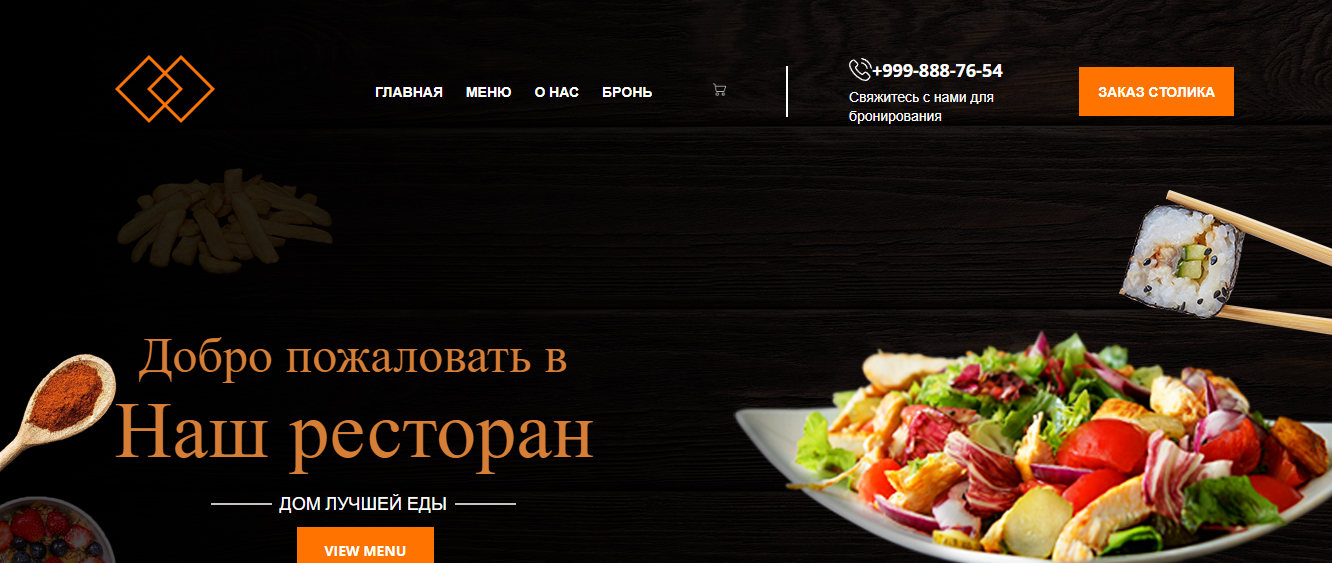 ГЛАВНАЯ МЕНЮ О НАС БРОНЬ
+999-888-76-54
Свяжитесь с нами для
бронирования
ЗАКАЗ СТОЛИКА
Добро пожаловать в
Наш ресторан
ДОМ ЛУЧШЕЙ ЕДЫ
VIEW MENU